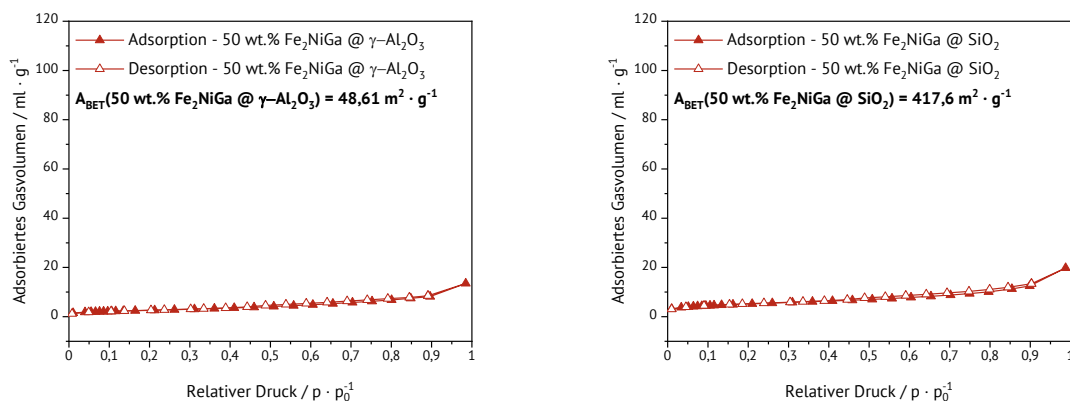 Adsorption - 50 wt.% Fe₂NiGa @ γ–Al₂O₃
Desorption - 50 wt.% Fe₂NiGa @ γ–Al₂O₃
A_BET(50 wt.% Fe₂NiGa @ γ–Al₂O₃) = 48,61 m² · g⁻¹
Adsorbiertes Gasvolumen / ml · g⁻¹
120
100
80
60
40
20
0
0 0,1 0,2 0,3 0,4 0,5 0,6 0,7 0,8 0,9 1
Relativer Druck / p · p₀⁻¹
Adsorption - 50 wt.% Fe₂NiGa @ SiO₂
Desorption - 50 wt.% Fe₂NiGa @ SiO₂
A_BET(50 wt.% Fe₂NiGa @ SiO₂) = 417,6 m² · g⁻¹
Adsorbiertes Gasvolumen / ml · g⁻¹
120
100
80
60
40
20
0
0 0,1 0,2 0,3 0,4 0,5 0,6 0,7 0,8 0,9 1
Relativer Druck / p · p₀⁻¹